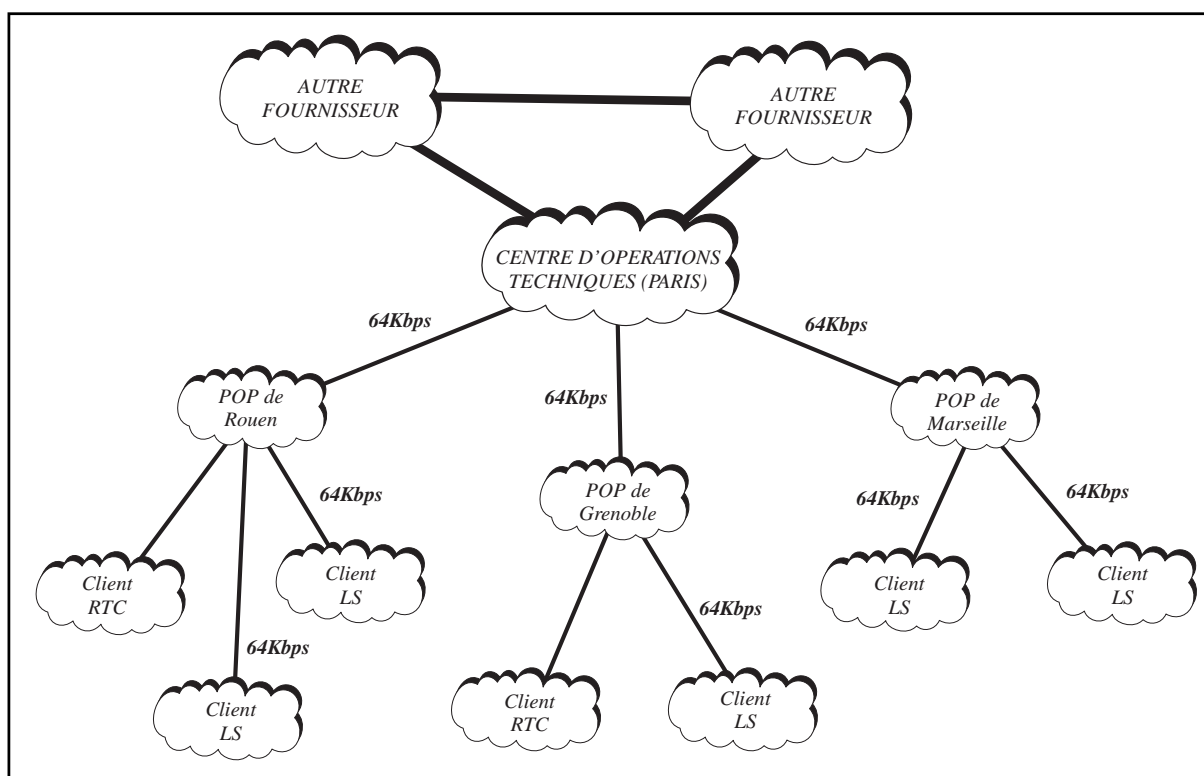 AUTRE
FOURNISSEUR
AUTRE
FOURNISSEUR
CENTRE D'OPERATIONS
TECHNIQUES (PARIS)
64Kbps
64Kbps
64Kbps
POP de
Rouen
POP de
Grenoble
POP de
Marseille
64Kbps
64Kbps
64Kbps
64Kbps
64Kbps
Client
RTC
Client
LS
Client
LS
Client
RTC
Client
LS
Client
LS
Client
LS